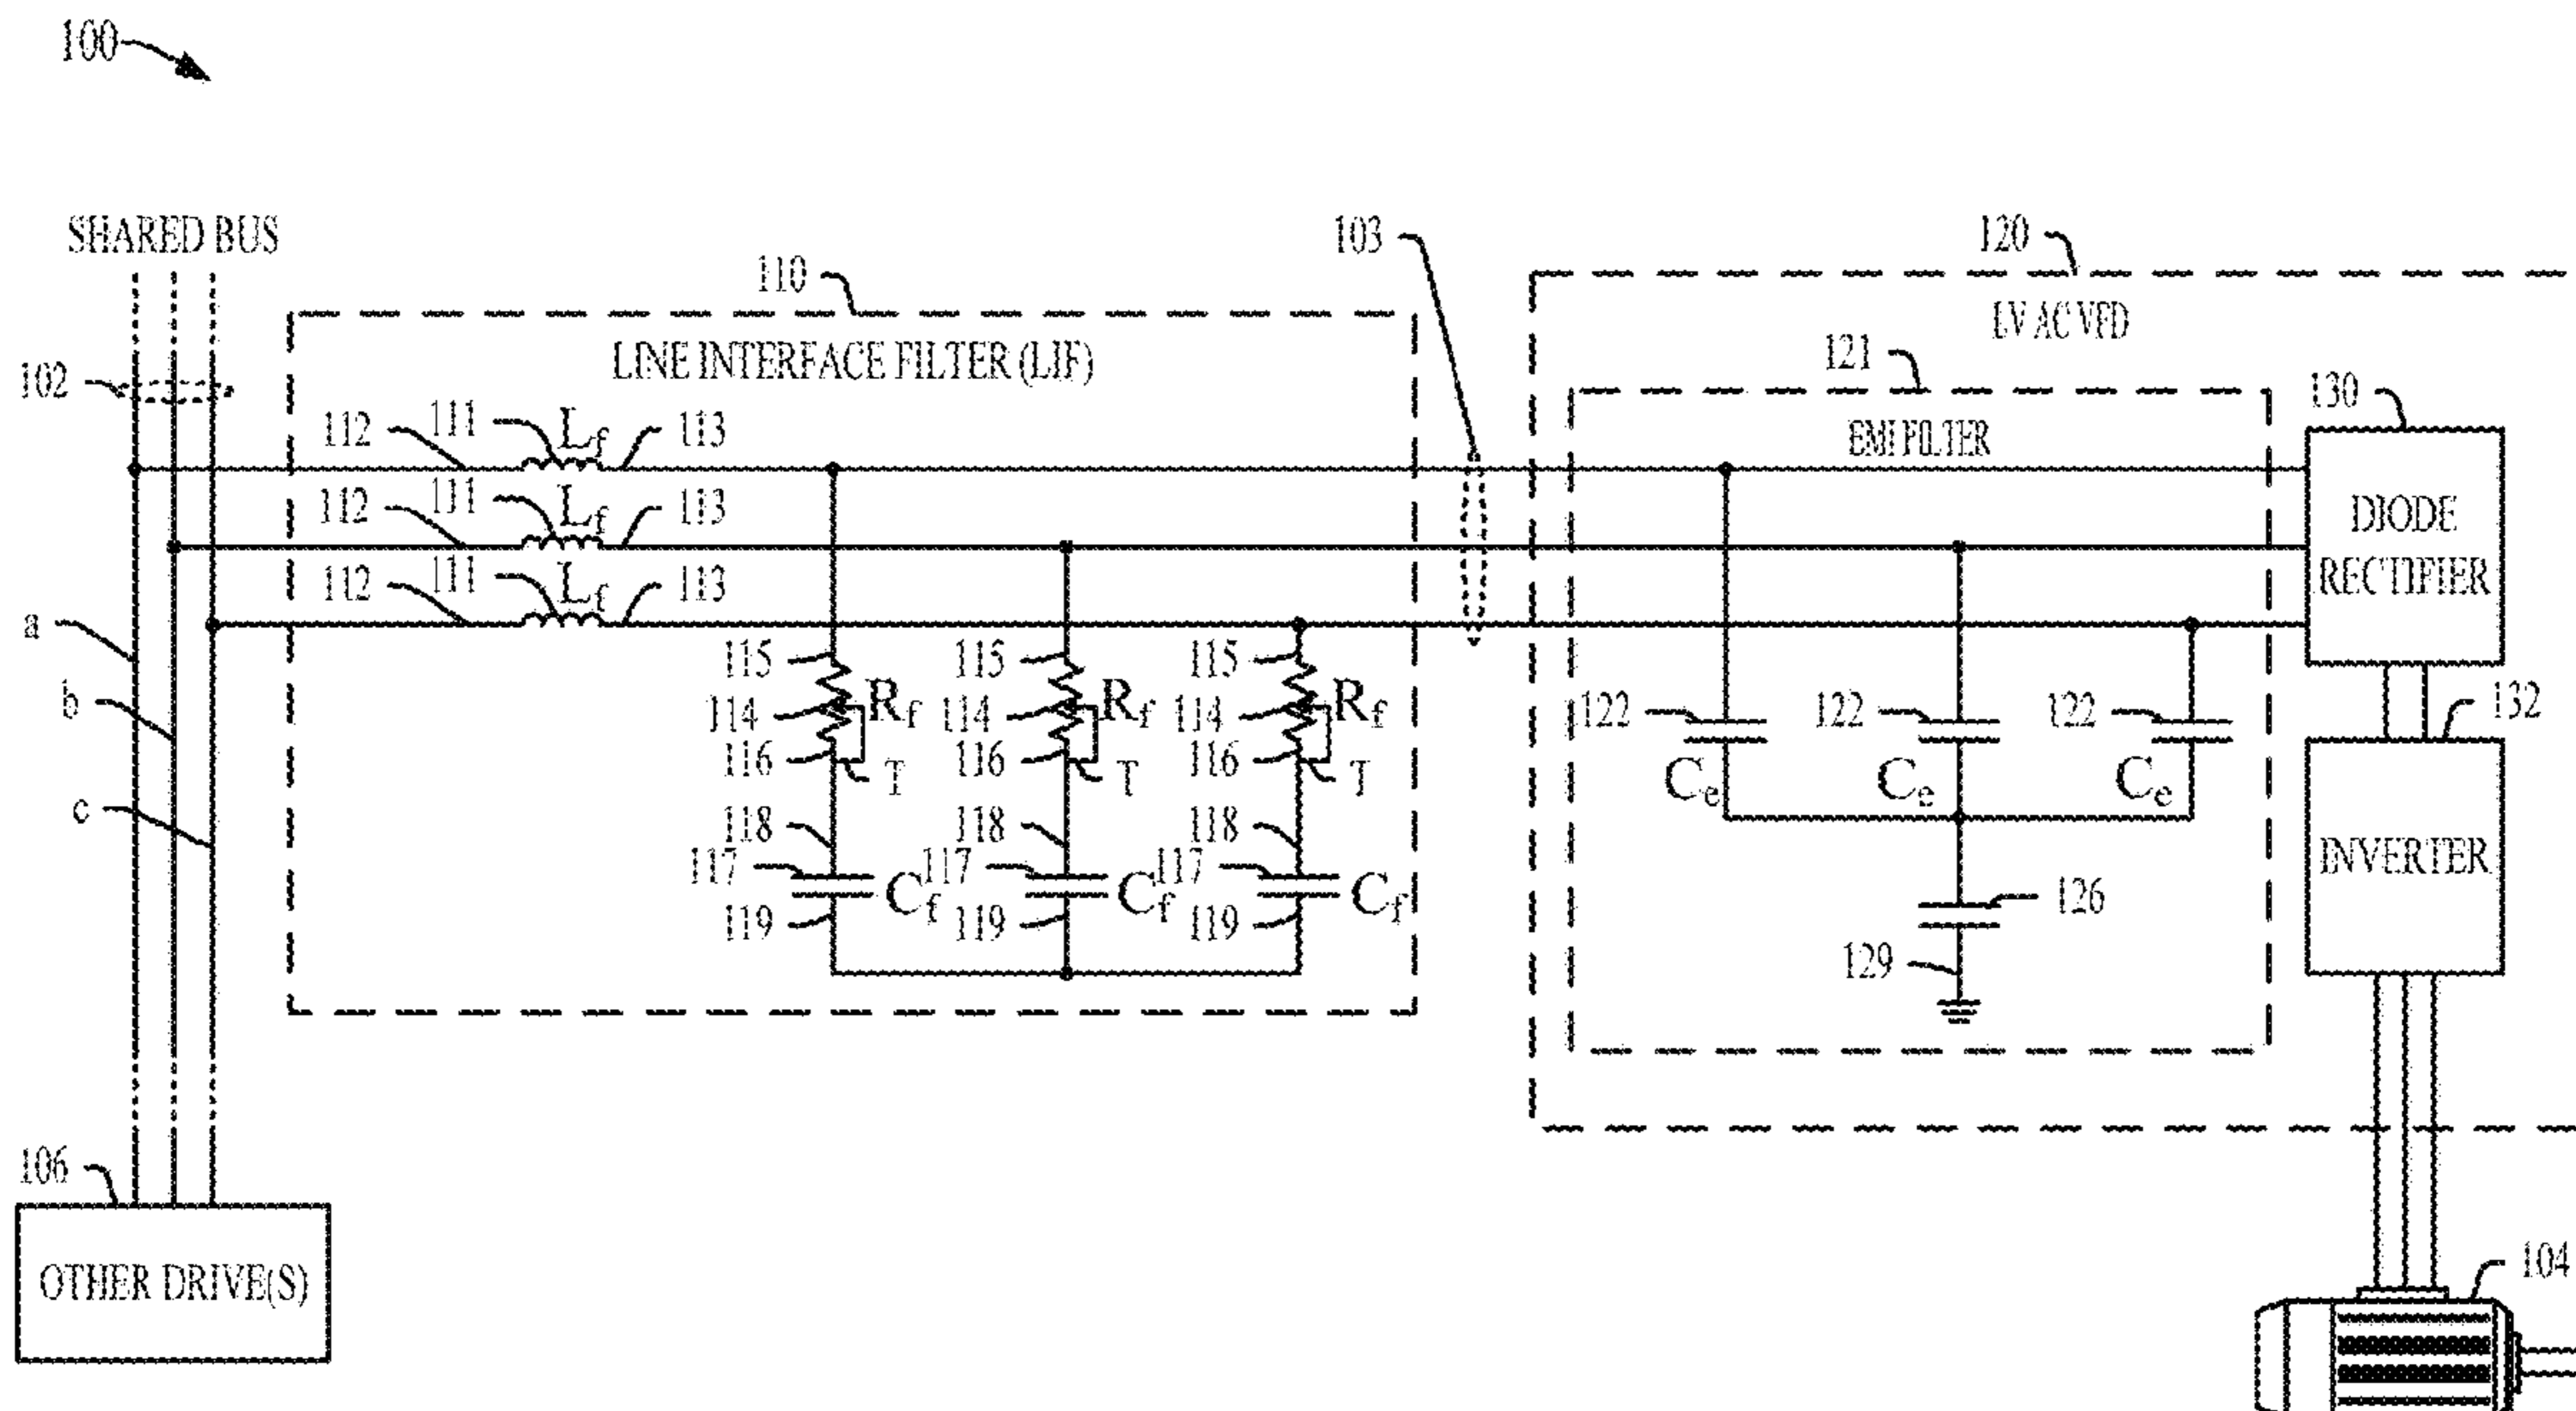 100
SHARED BUS
102
a
b
c
106
OTHER DRIVE(S)
110
LINE INTERFACE FILTER (LIF)
112 111 Lf 113
112 111 Lf 113
112 111 Lf 113
115 115 115
114 Rf 114 Rf 114 Rf
116 T 116 T 116 T
118 118 118
117 Cf 117 Cf 117 Cf
119 119 119
103
120
LV AC VFD
121
EMI FILTER
122 122 122
Ce Ce Ce
126
129
130
DIODE
RECTIFIER
132
INVERTER
104